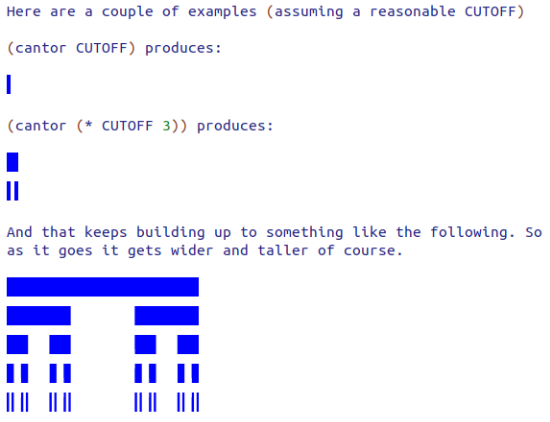 Here are a couple of examples (assuming a reasonable CUTOFF)
(cantor CUTOFF) produces:
(cantor (* CUTOFF 3)) produces:
And that keeps building up to something like the following. So
as it goes it gets wider and taller of course.